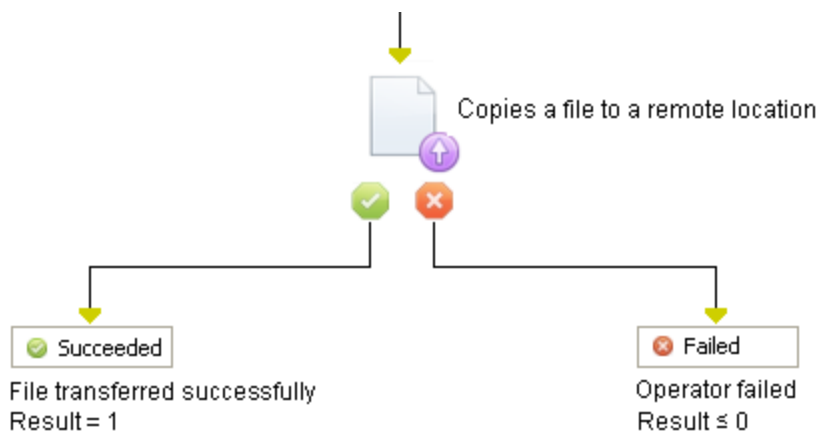 Copies a file to a remote location
Succeeded
Failed
File transferred successfully
Result = 1
Operator failed
Result ≤ 0